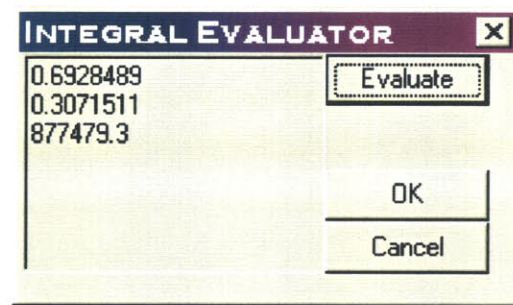 INTEGRAL EVALUATOR
0.6928489
0.3071511
877479.3
Evaluate
OK
Cancel